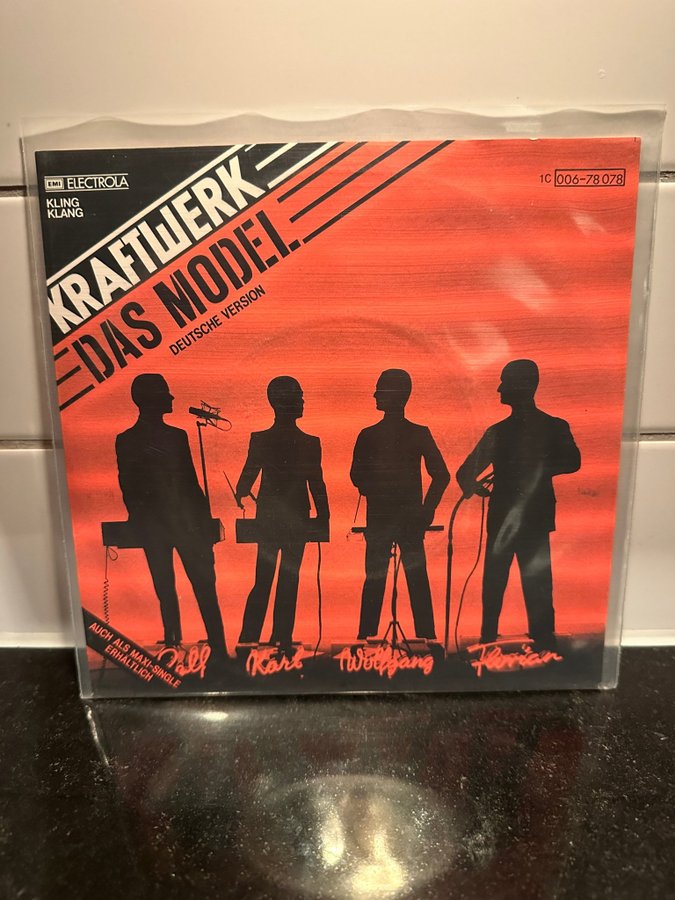 EMI ELECTROLA
KLING
KLANG
1C 006-78 078
KRAFTWERK
DAS MODEL
DEUTSCHE VERSION
AUCH ALS MAXI-SINGLE
ERHÄLTLICH
Ralf Karl Wolfgang Florian